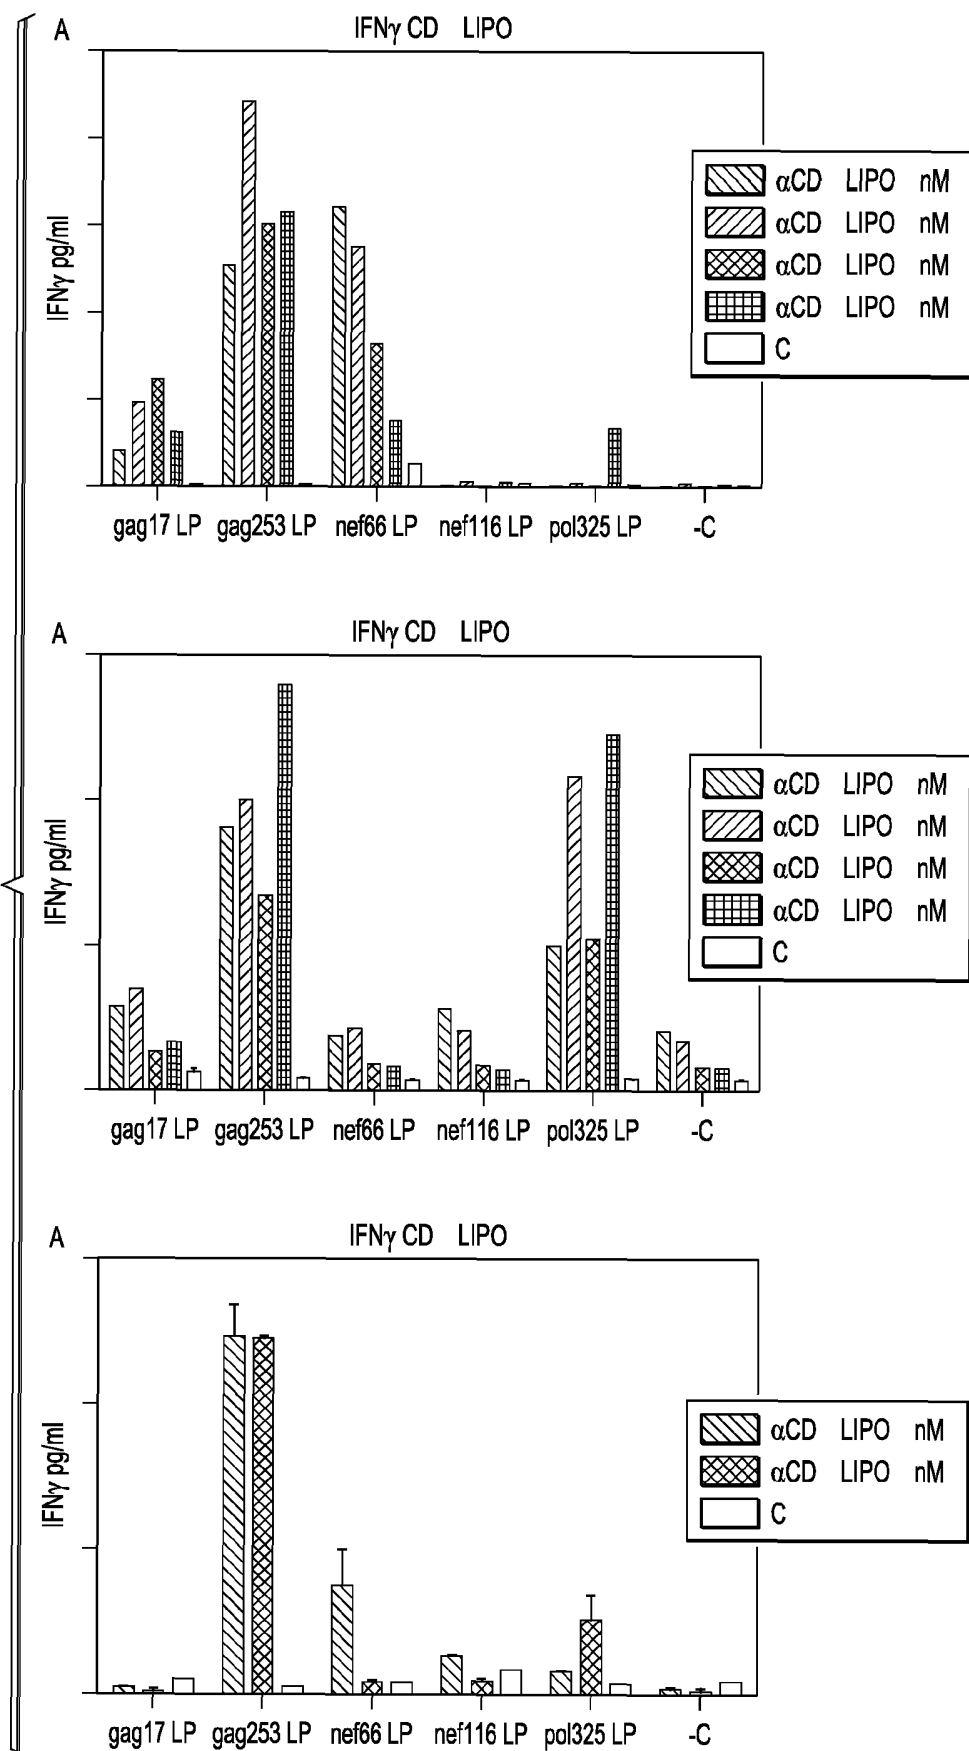 A
IFNγ CD LIPO
IFNγ pg/ml
αCD LIPO nM
αCD LIPO nM
αCD LIPO nM
αCD LIPO nM
C
gag17 LP gag253 LP nef66 LP nef116 LP pol325 LP -C
A
IFNγ CD LIPO
IFNγ pg/ml
αCD LIPO nM
αCD LIPO nM
αCD LIPO nM
αCD LIPO nM
C
gag17 LP gag253 LP nef66 LP nef116 LP pol325 LP -C
A
IFNγ CD LIPO
IFNγ pg/ml
αCD LIPO nM
αCD LIPO nM
C
gag17 LP gag253 LP nef66 LP nef116 LP pol325 LP -C